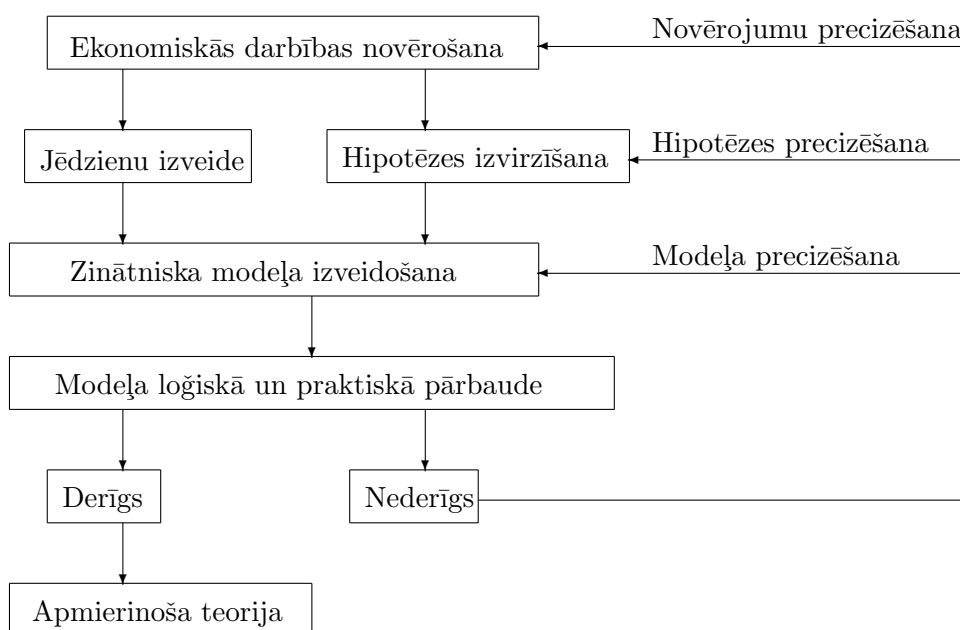 Ekonomiskās darbības novērošana
Novērojumu precizēšana
Jēdzienu izveide
Hipotēzes izvirzīšana
Hipotēzes precizēšana
Zinātniska modeļa izveidošana
Modeļa precizēšana
Modeļa loǧiskā un praktiskā pārbaude
Derīgs
Nederīgs
Apmierinoša teorija